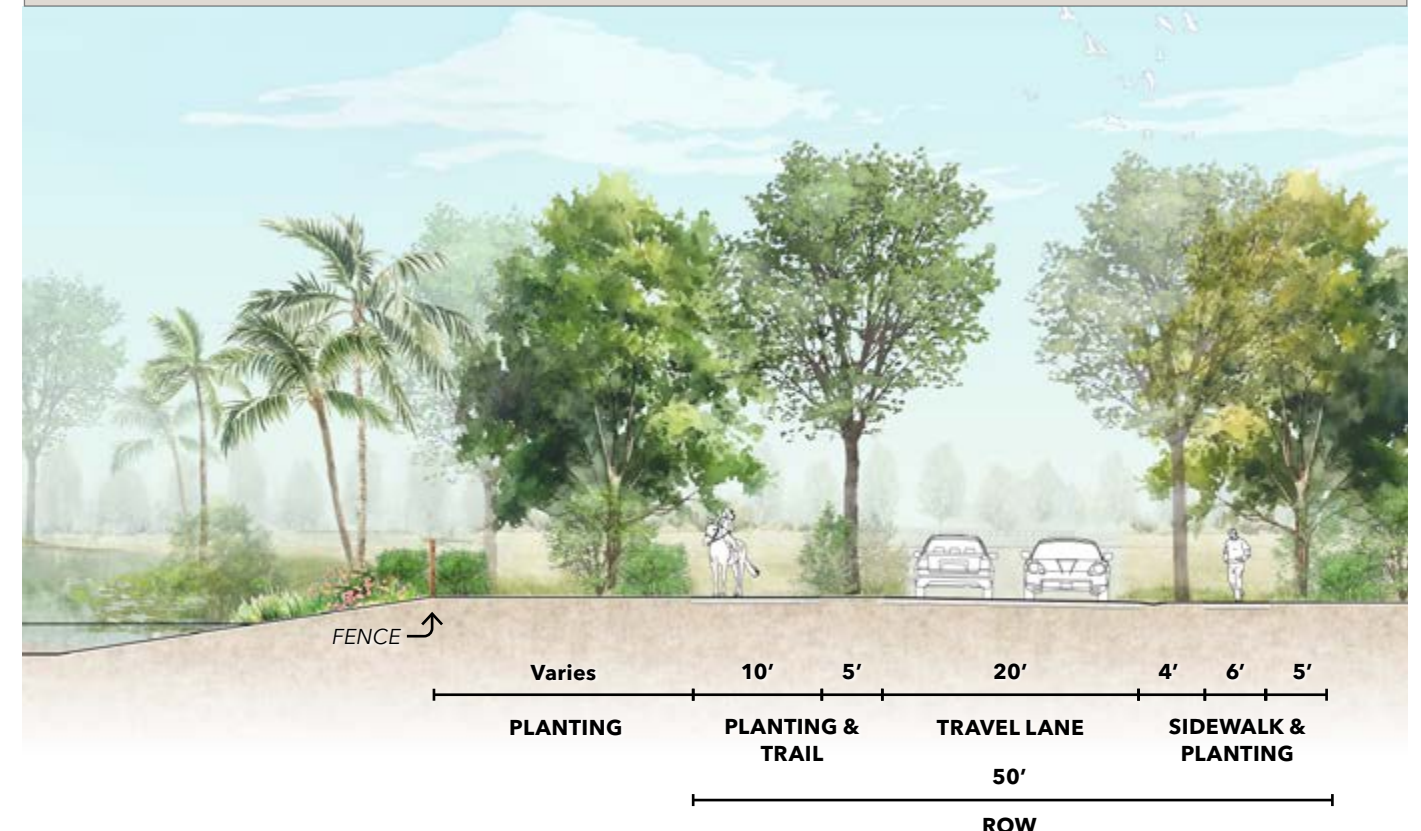 FENCE
Varies 10′ 5′ 20′ 4′ 6′ 5′
PLANTING PLANTING & TRAVEL LANE SIDEWALK &
TRAIL PLANTING
50′
ROW